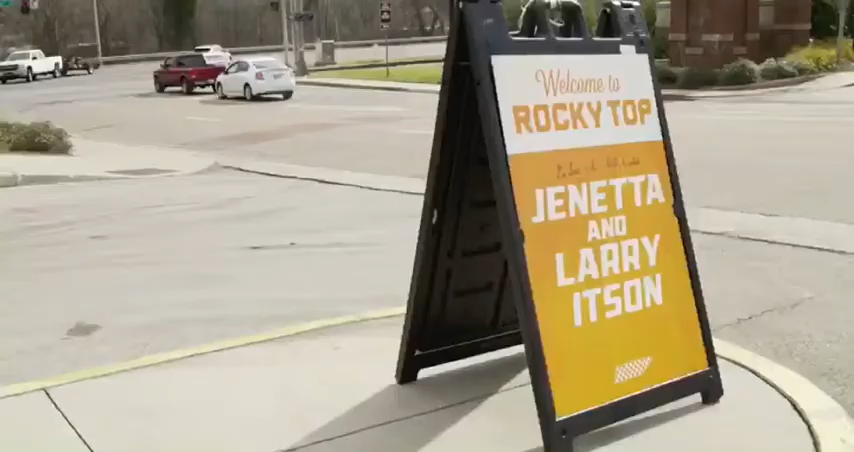 Welcome to
ROCKY TOP
JENETTA
AND
LARRY
ITSON